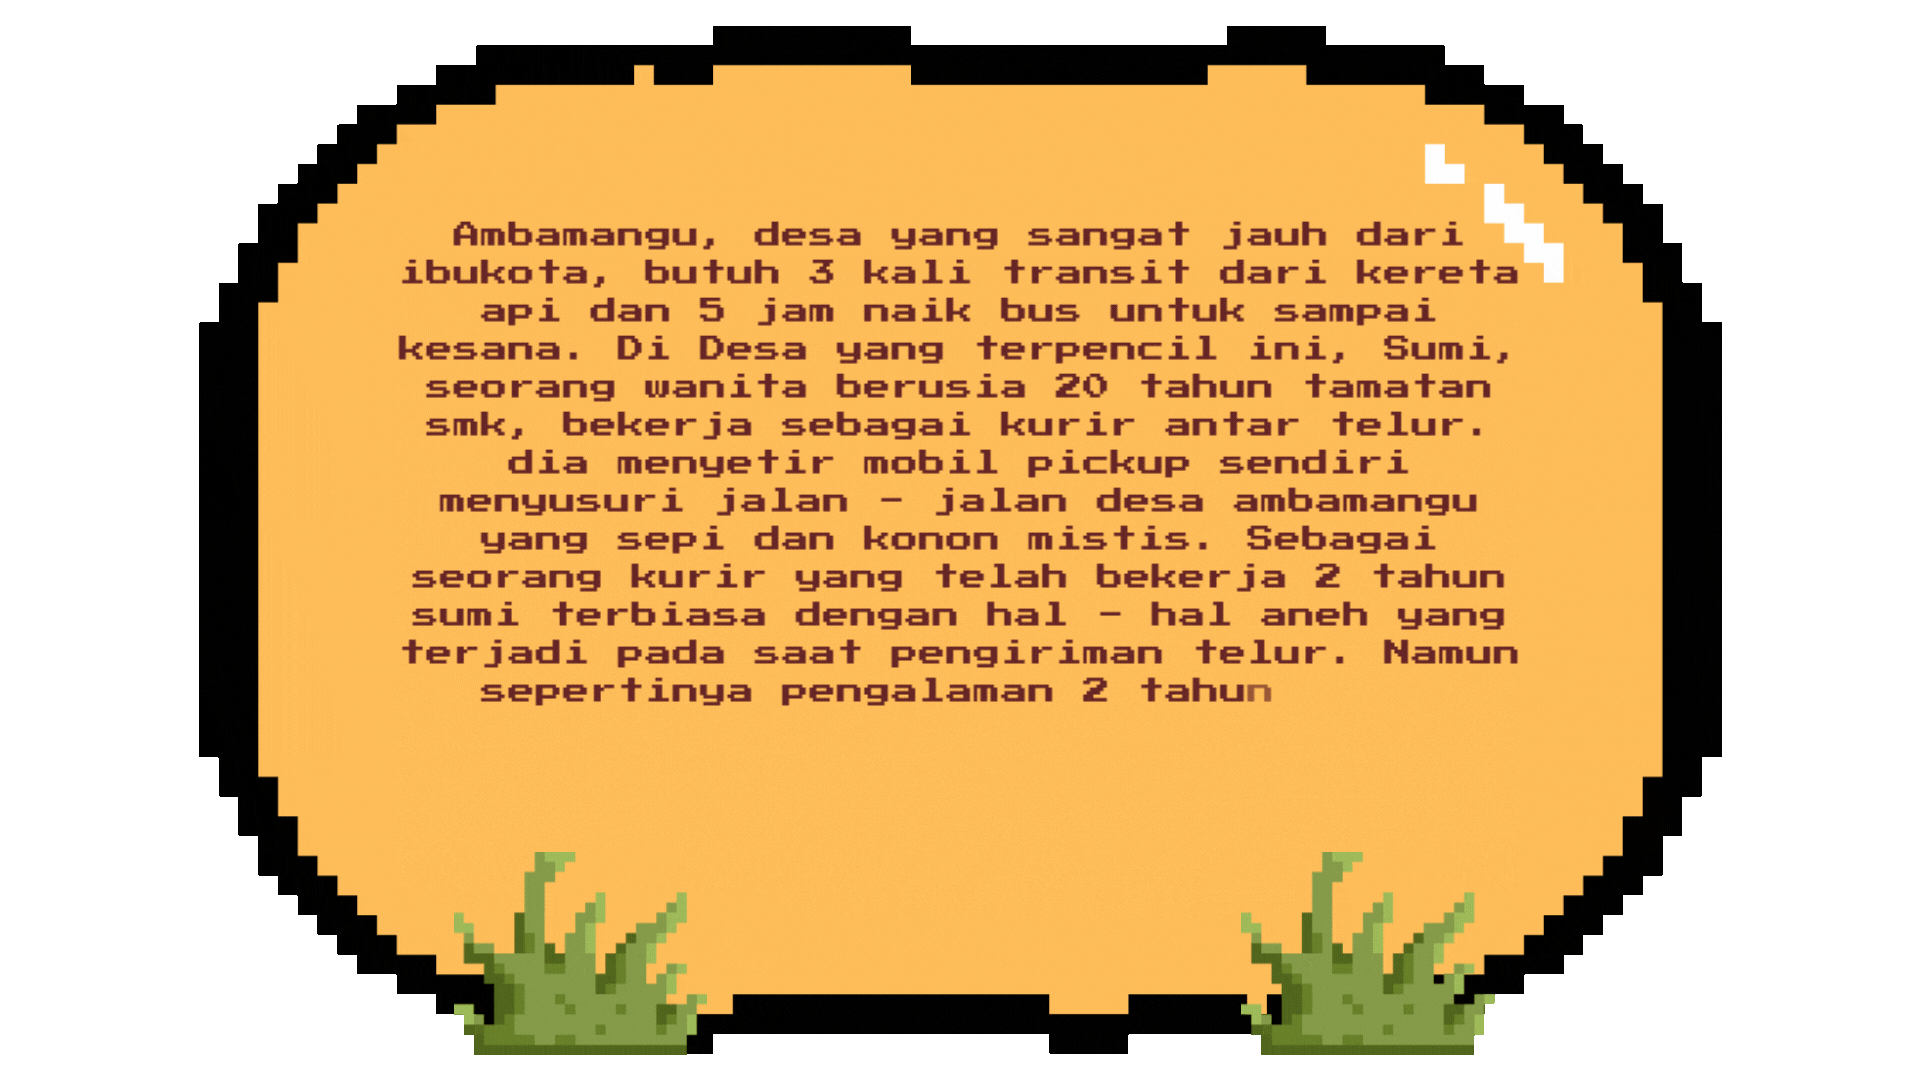 Ambamangu, desa yang sangat jauh dari
ibukota, butuh 3 kali transit dari kereta
api dan 5 jam naik bus untuk sampai
kesana. Di Desa yang terpencil ini, Sumi,
seorang wanita berusia 20 tahun tamatan
smk, bekerja sebagai kurir antar telur.
dia menyetir mobil pickup sendiri
menyusuri jalan - jalan desa ambamangu
yang sepi dan konon mistis. Sebagai
seorang kurir yang telah bekerja 2 tahun
sumi terbiasa dengan hal - hal aneh yang
terjadi pada saat pengiriman telur. Namun
sepertinya pengalaman 2 tahun